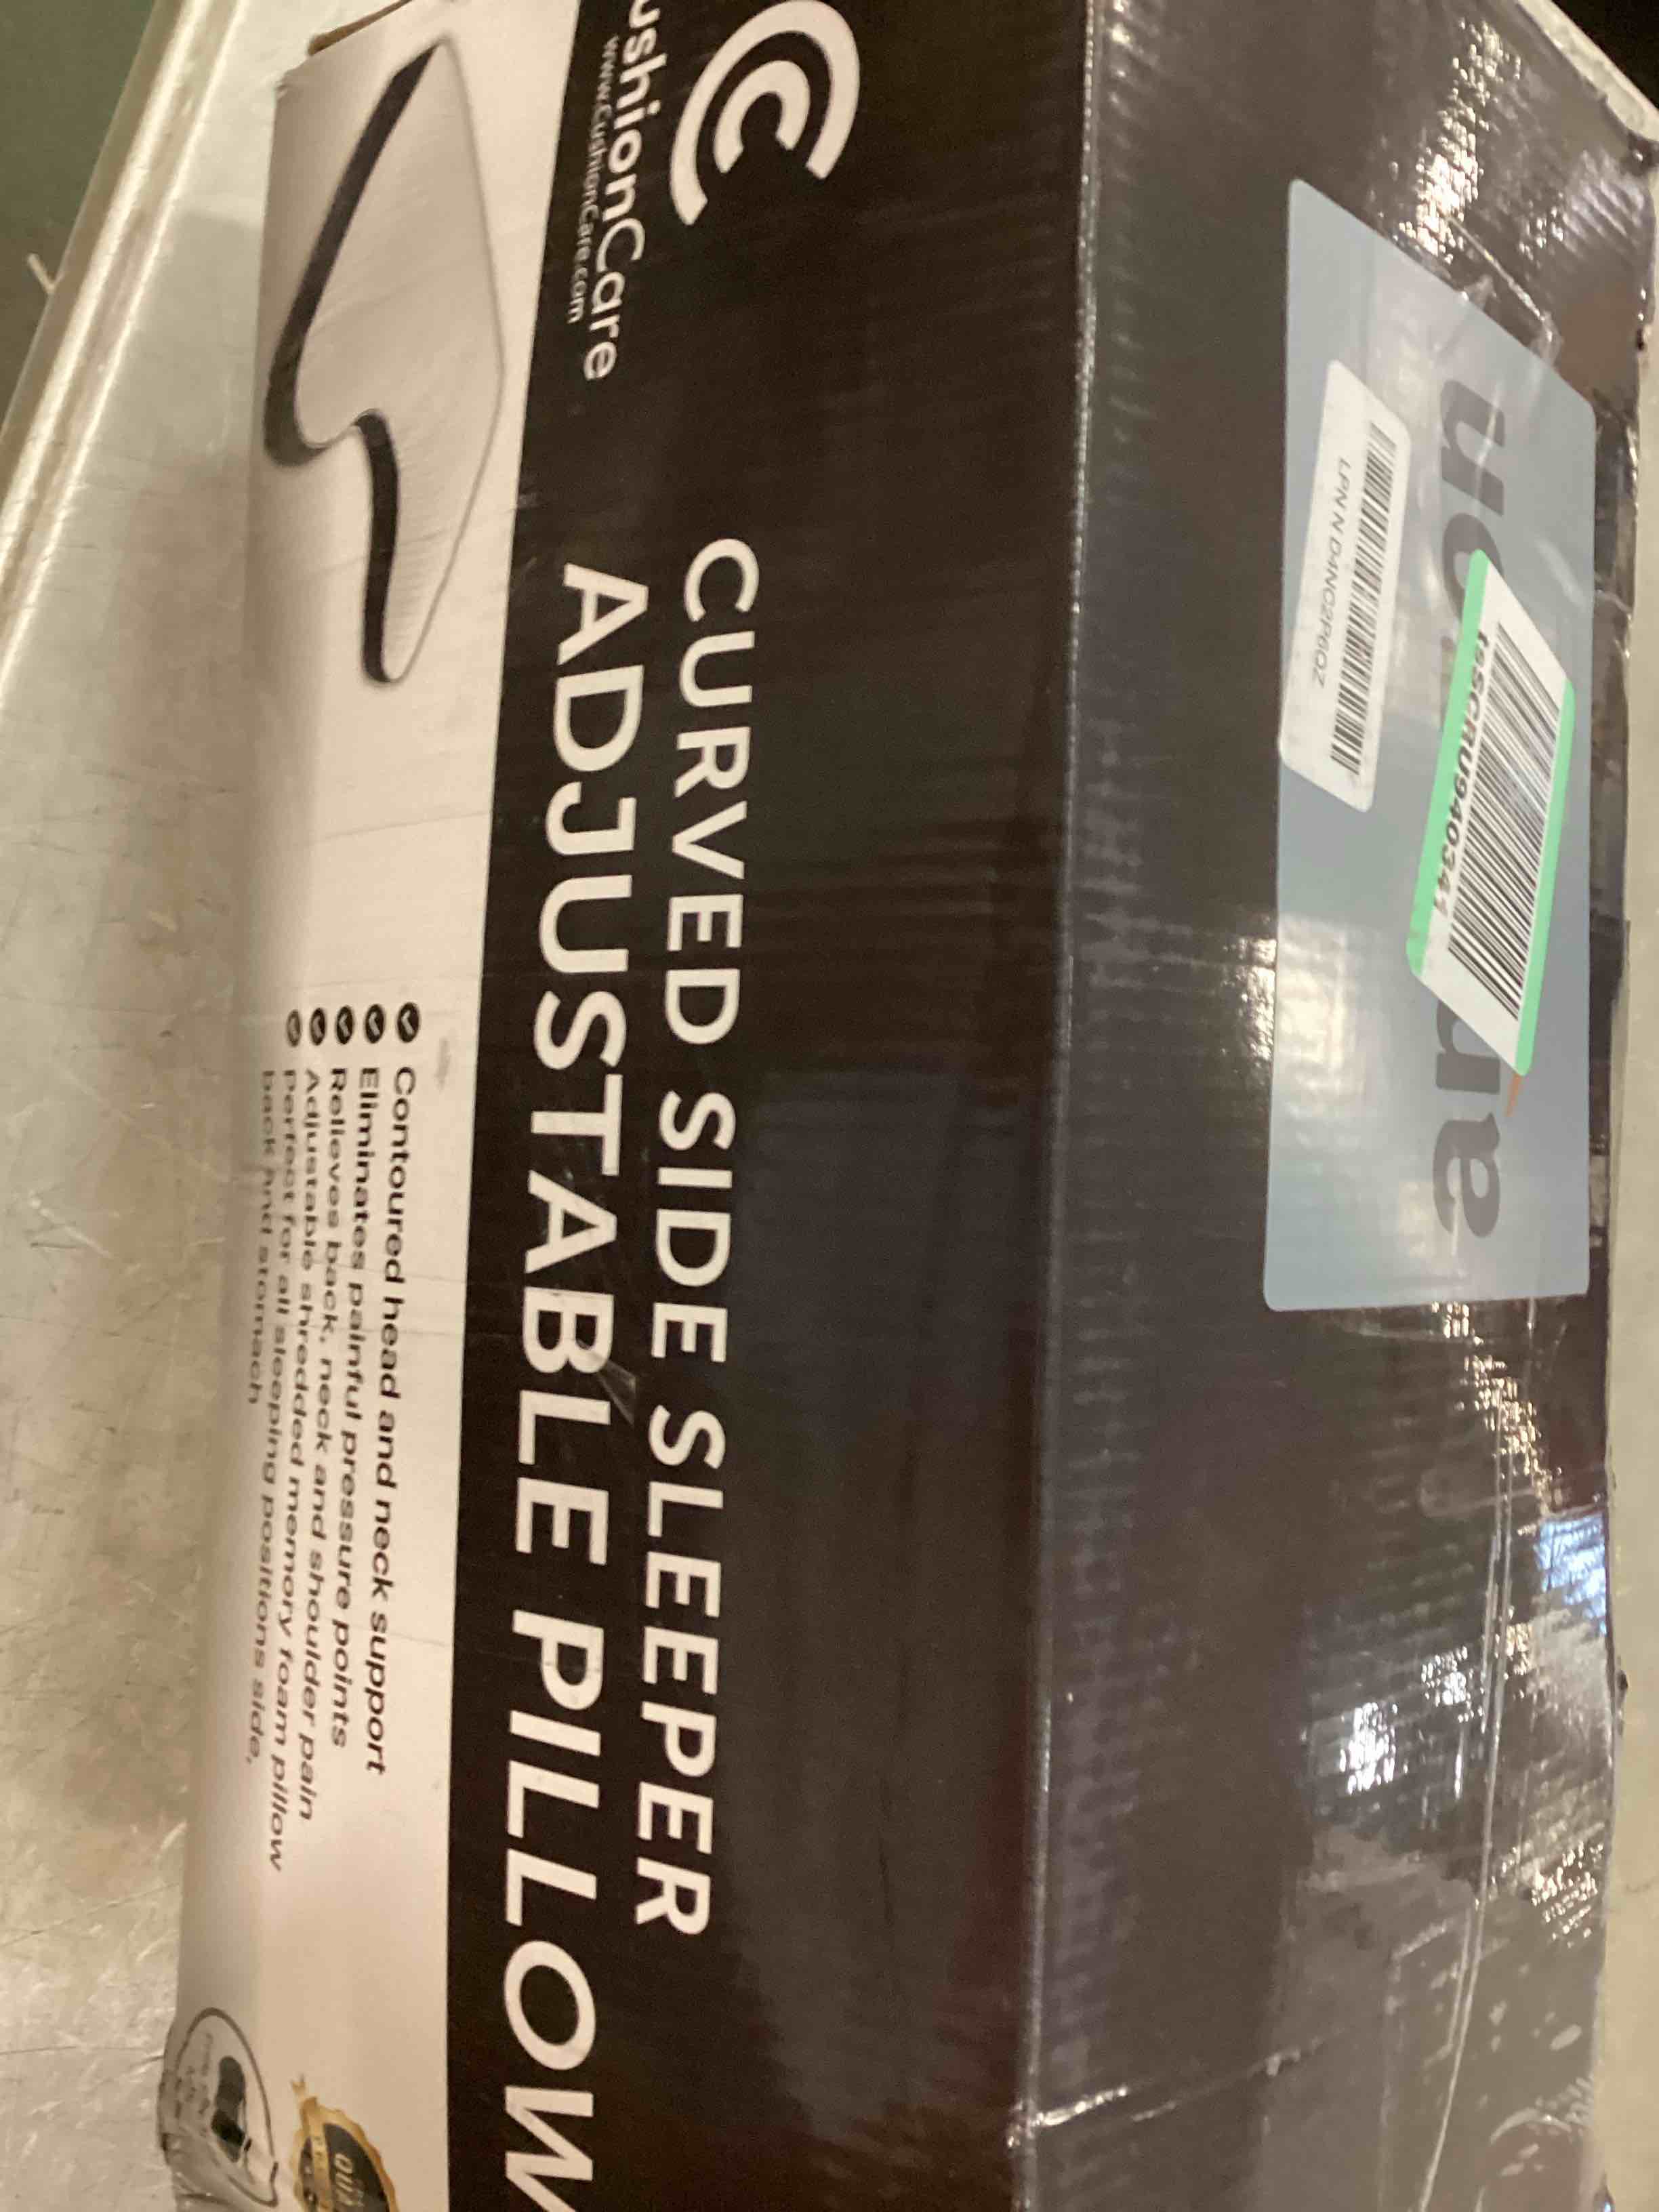 C
ushionCare
www.CushionCare.com
CURVED SIDE SLEEPER
ADJUSTABLE PILLOW
Contoured head and neck support
Eliminates painful pressure points
Relieves back, neck and shoulder pain
Adjustable shredded memory foam pillow
Perfect for all sleeping positions side,
back and stomach